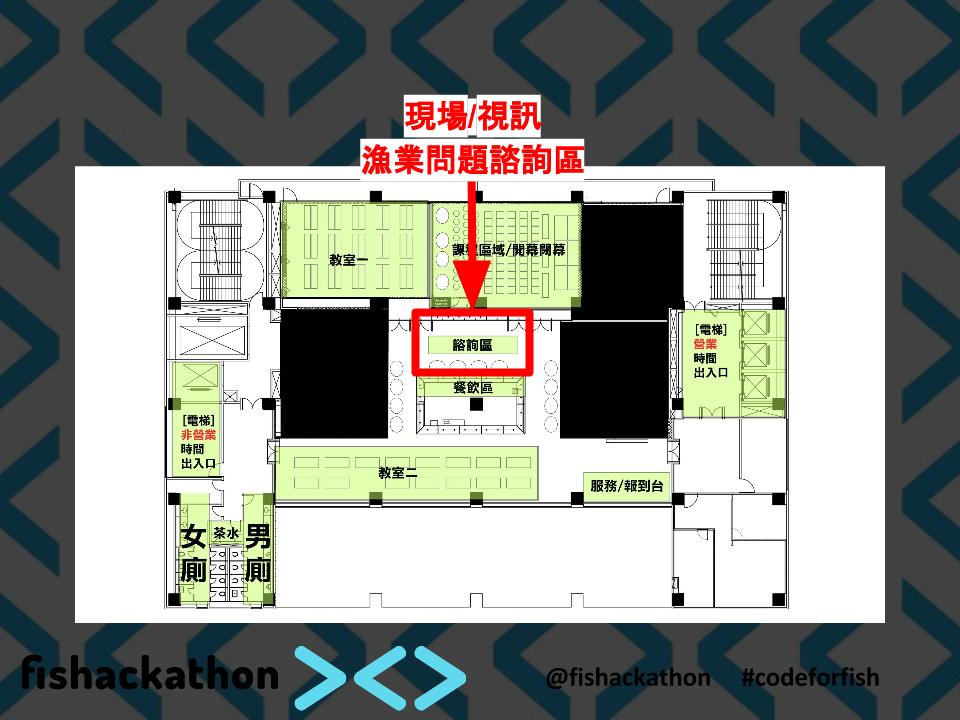 現場/視訊
漁業問題諮詢區
教室一
課程區域/開幕閉幕
諮詢區
餐飲區
[電梯]
營業
時間
出入口
[電梯]
非營業
時間
出入口
教室二
服務/報到台
女廁
茶水
男廁
fishackathon
@fishackathon #codeforfish